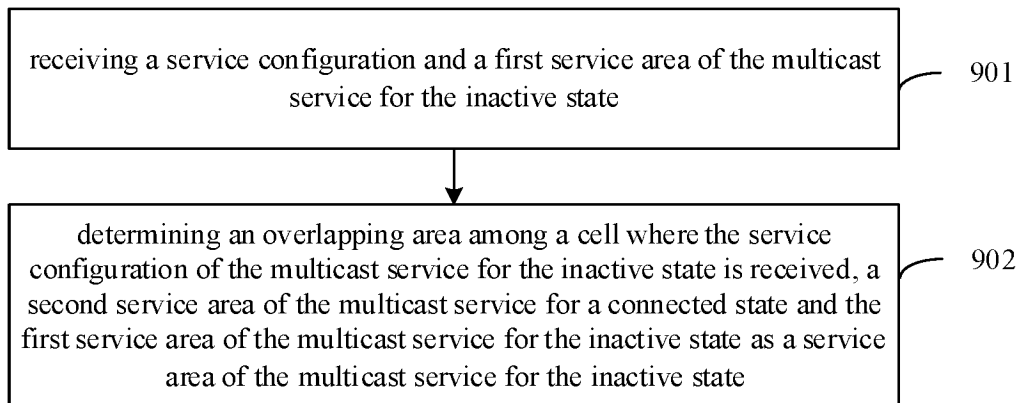 receiving a service configuration and a first service area of the multicast
service for the inactive state
901
determining an overlapping area among a cell where the service
configuration of the multicast service for the inactive state is received, a
second service area of the multicast service for a connected state and the
first service area of the multicast service for the inactive state as a service
area of the multicast service for the inactive state
902